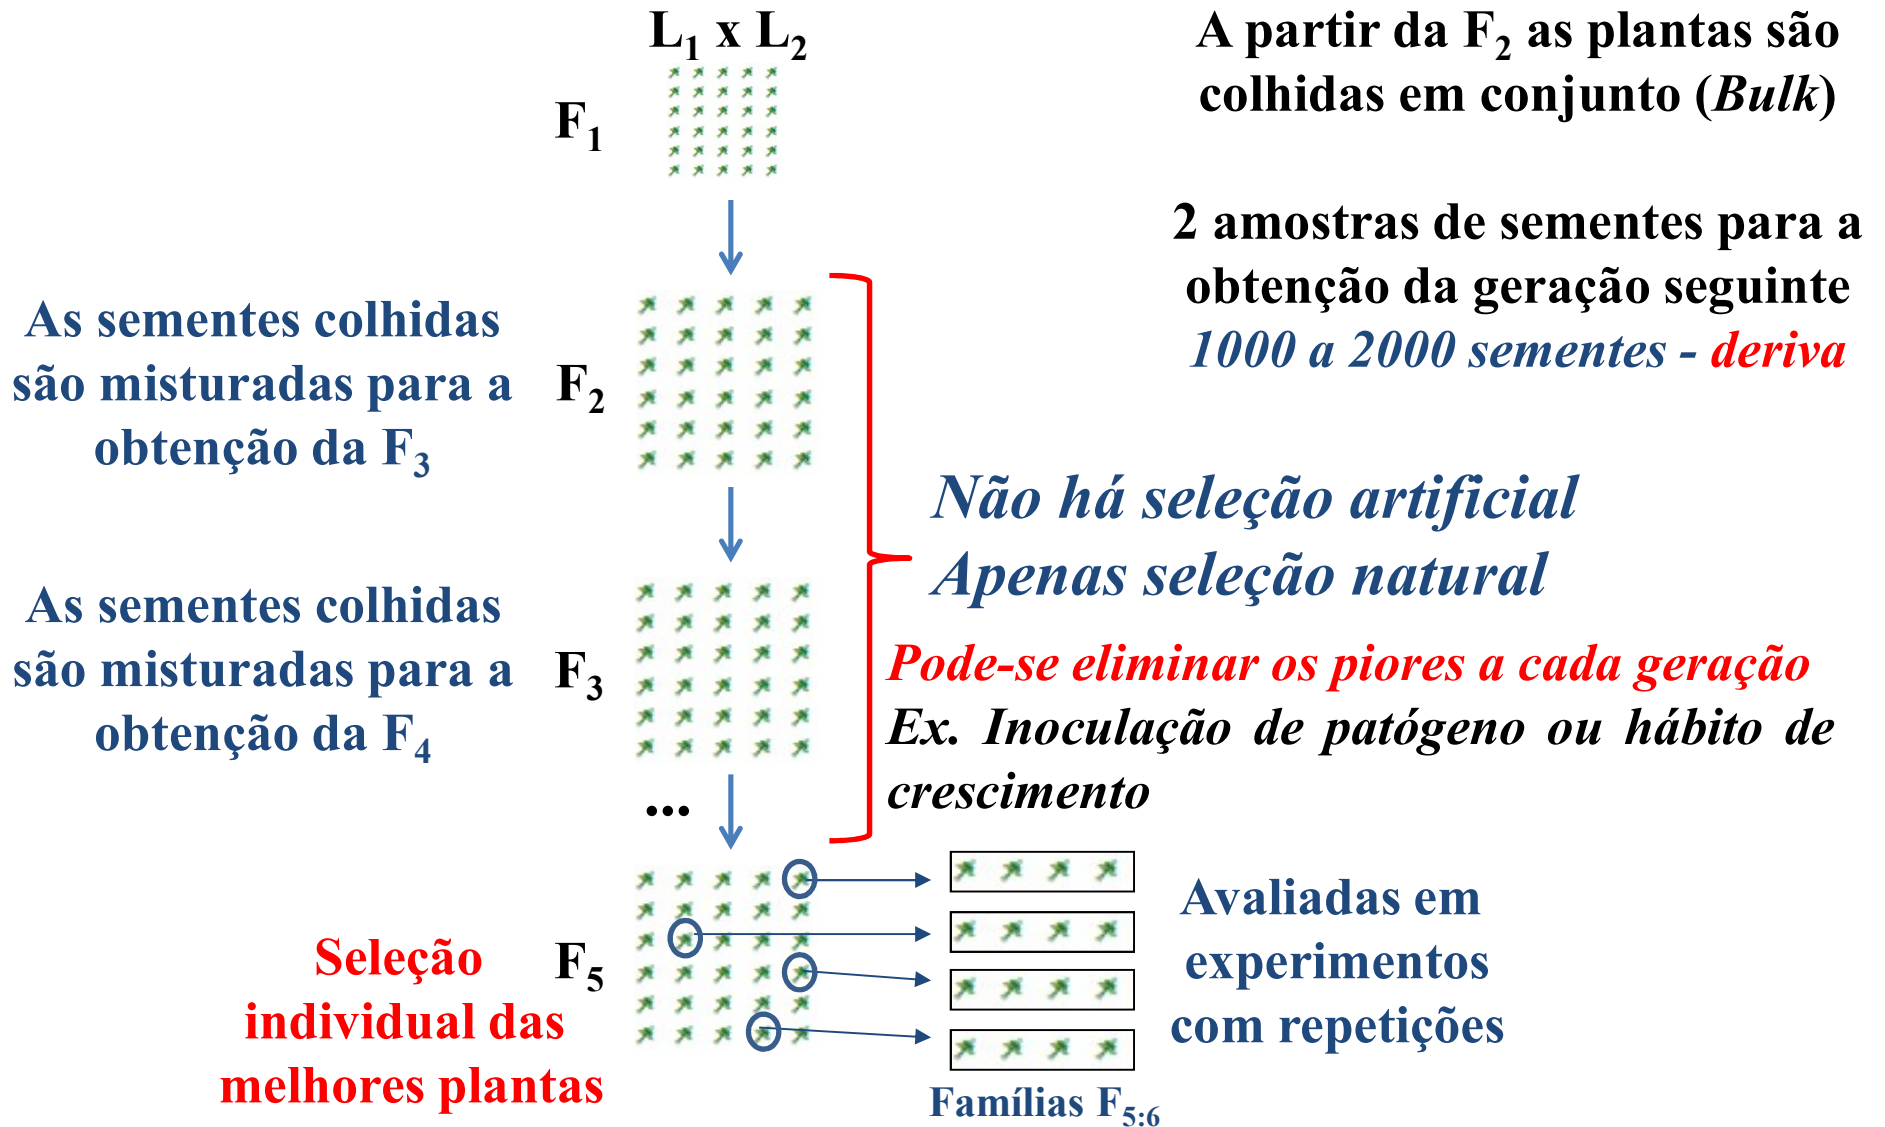 L₁ x L₂
F₁
A partir da F₂ as plantas são
colhidas em conjunto (Bulk)
2 amostras de sementes para a
obtenção da geração seguinte
1000 a 2000 sementes - deriva
As sementes colhidas
são misturadas para a
obtenção da F₃
F₂
Não há seleção artificial
Apenas seleção natural
As sementes colhidas
são misturadas para a
obtenção da F₄
F₃
Pode-se eliminar os piores a cada geração
Ex. Inoculação de patógeno ou hábito de
crescimento
...
Seleção
individual das
melhores plantas
F₅
Avaliadas em
experimentos
com repetições
Famílias F₅:₆